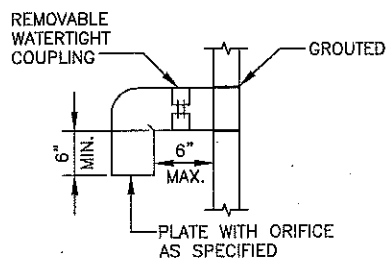 REMOVABLE
WATERTIGHT
COUPLING
GROUTED
6"
MIN.
6"
MAX.
PLATE WITH ORIFICE
AS SPECIFIED